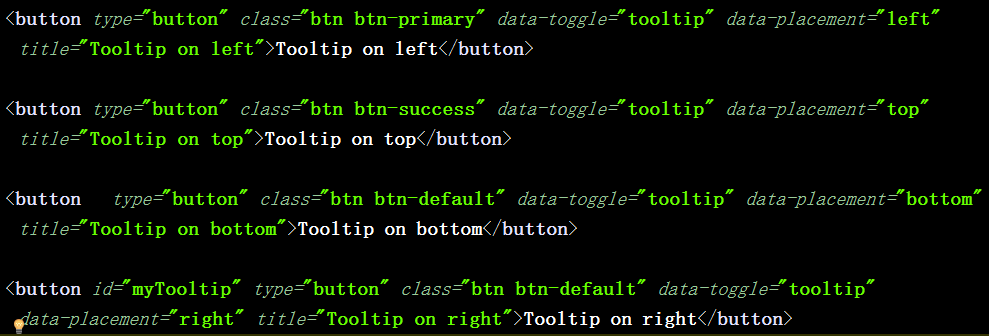 <button type="button" class="btn btn-primary" data-toggle="tooltip" data-placement="left"
title="Tooltip on left">Tooltip on left</button>
<button type="button" class="btn btn-success" data-toggle="tooltip" data-placement="top"
title="Tooltip on top">Tooltip on top</button>
<button   type="button" class="btn btn-default" data-toggle="tooltip" data-placement="bottom"
title="Tooltip on bottom">Tooltip on bottom</button>
<button id="myTooltip" type="button" class="btn btn-default" data-toggle="tooltip"
data-placement="right" title="Tooltip on right">Tooltip on right</button>